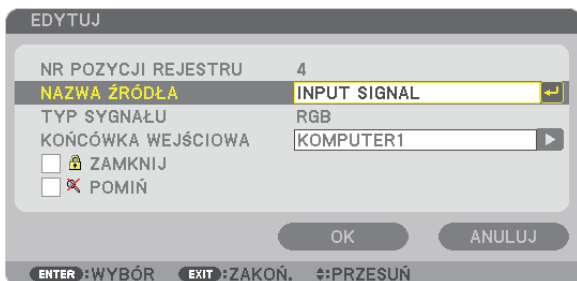 EDYTUJ
NR POZYCJI REJESTRU 4
NAZWA ŹRÓDŁA INPUT SIGNAL
TYP SYGNAŁU RGB
KOŃCÓWKA WEJŚCIOWA KOMPUTER1
ZAMKNIJ
POMIŃ
OK ANULUJ
ENTER :WYBÓR EXIT :ZAKOŃ. :PRZESUŃ